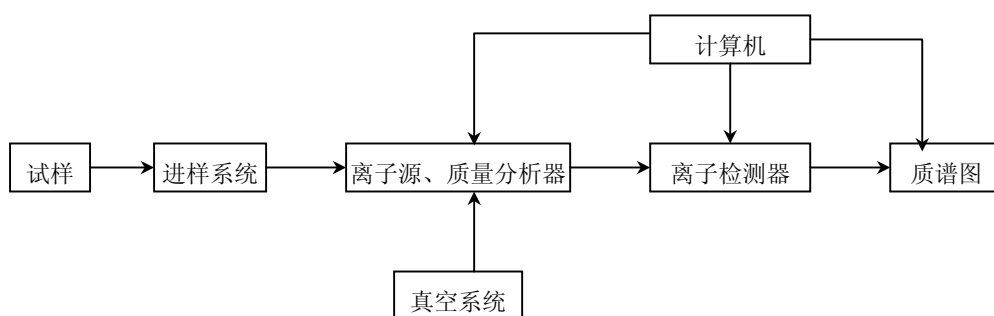 计算机
试样
进样系统
离子源、质量分析器
离子检测器
质谱图
真空系统